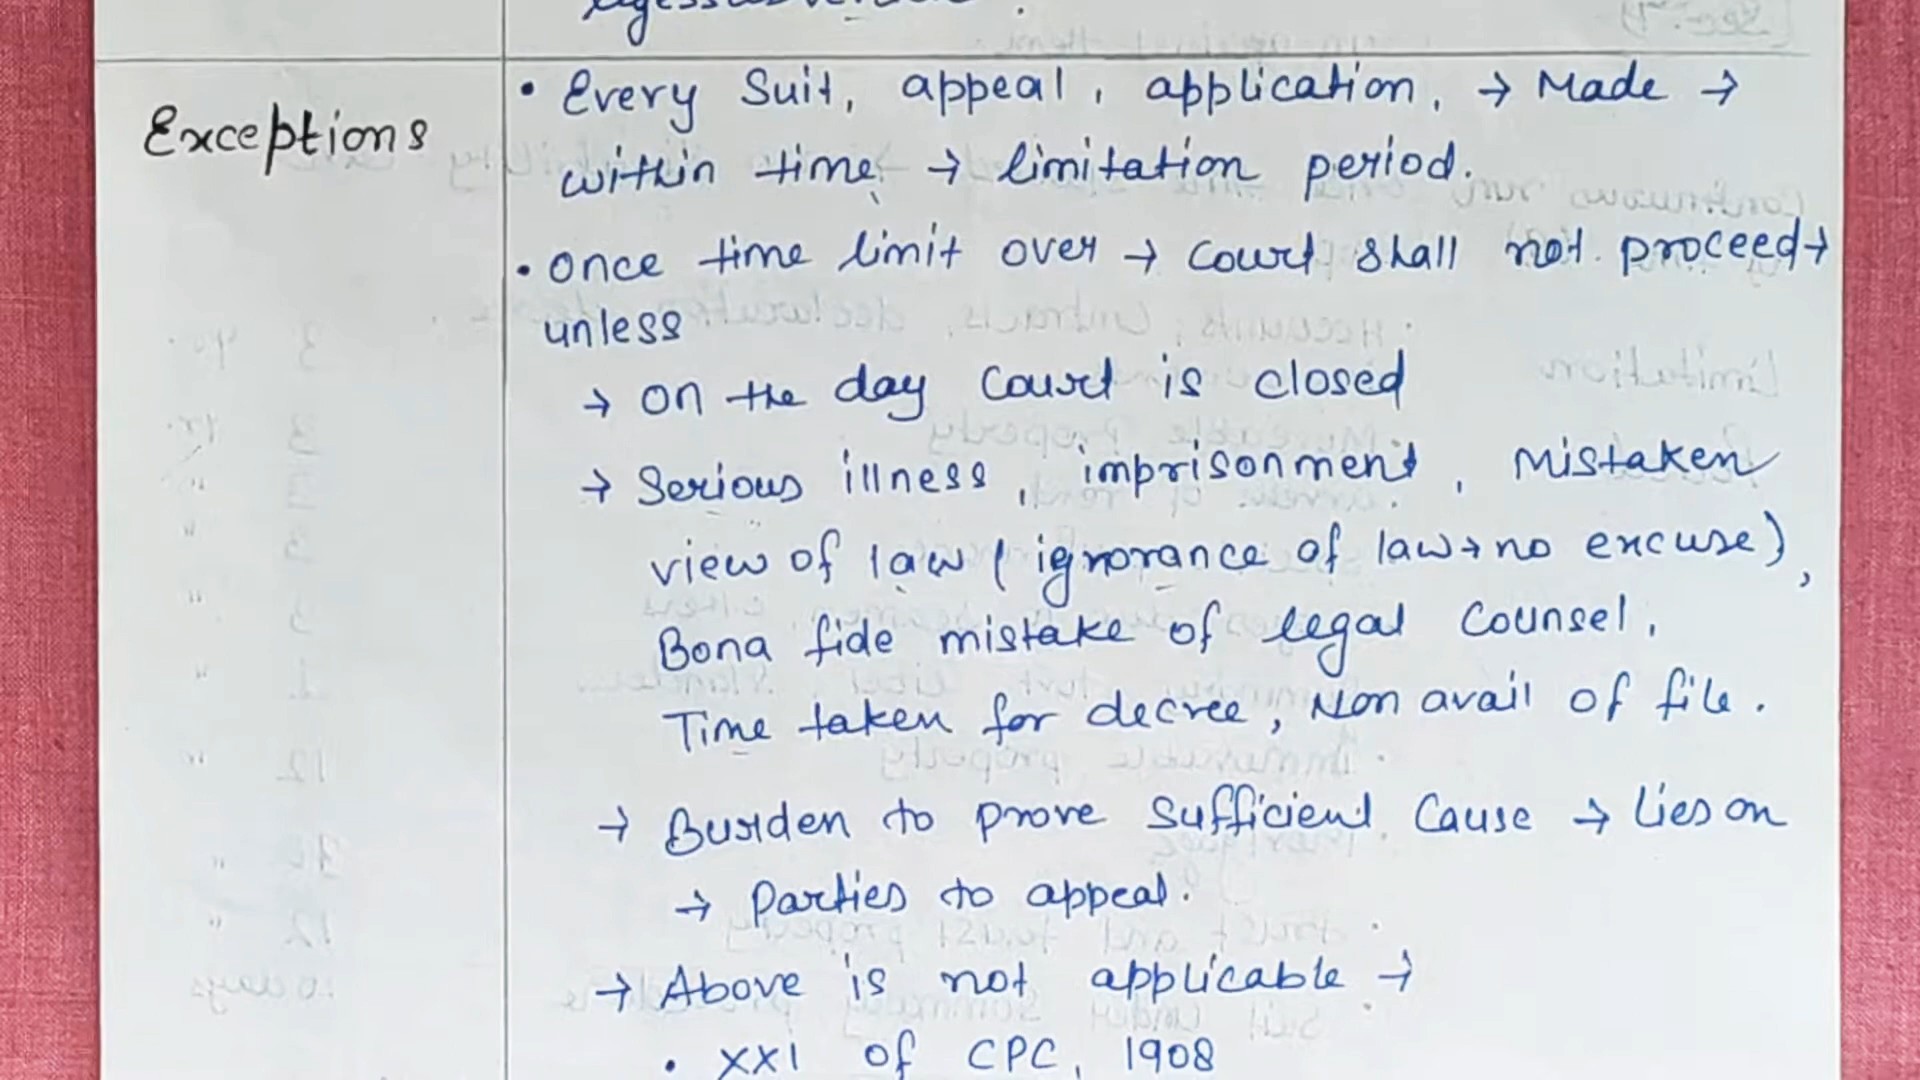 Exceptions
• Every Suit, appeal, application, → Made →
within time → limitation period.
• Once time limit over → Court shall not proceed →
unless
→ On the day Court is closed
→ Serious illness, imprisonment, Mistaken
view of law (ignorance of law → no excuse),
Bona fide mistake of legal Counsel,
Time taken for decree, Non avail of file.
→ Burden to prove Sufficient Cause → Lies on
→ Parties to appeal.
→ Above is not applicable →
• XXI of CPC, 1908